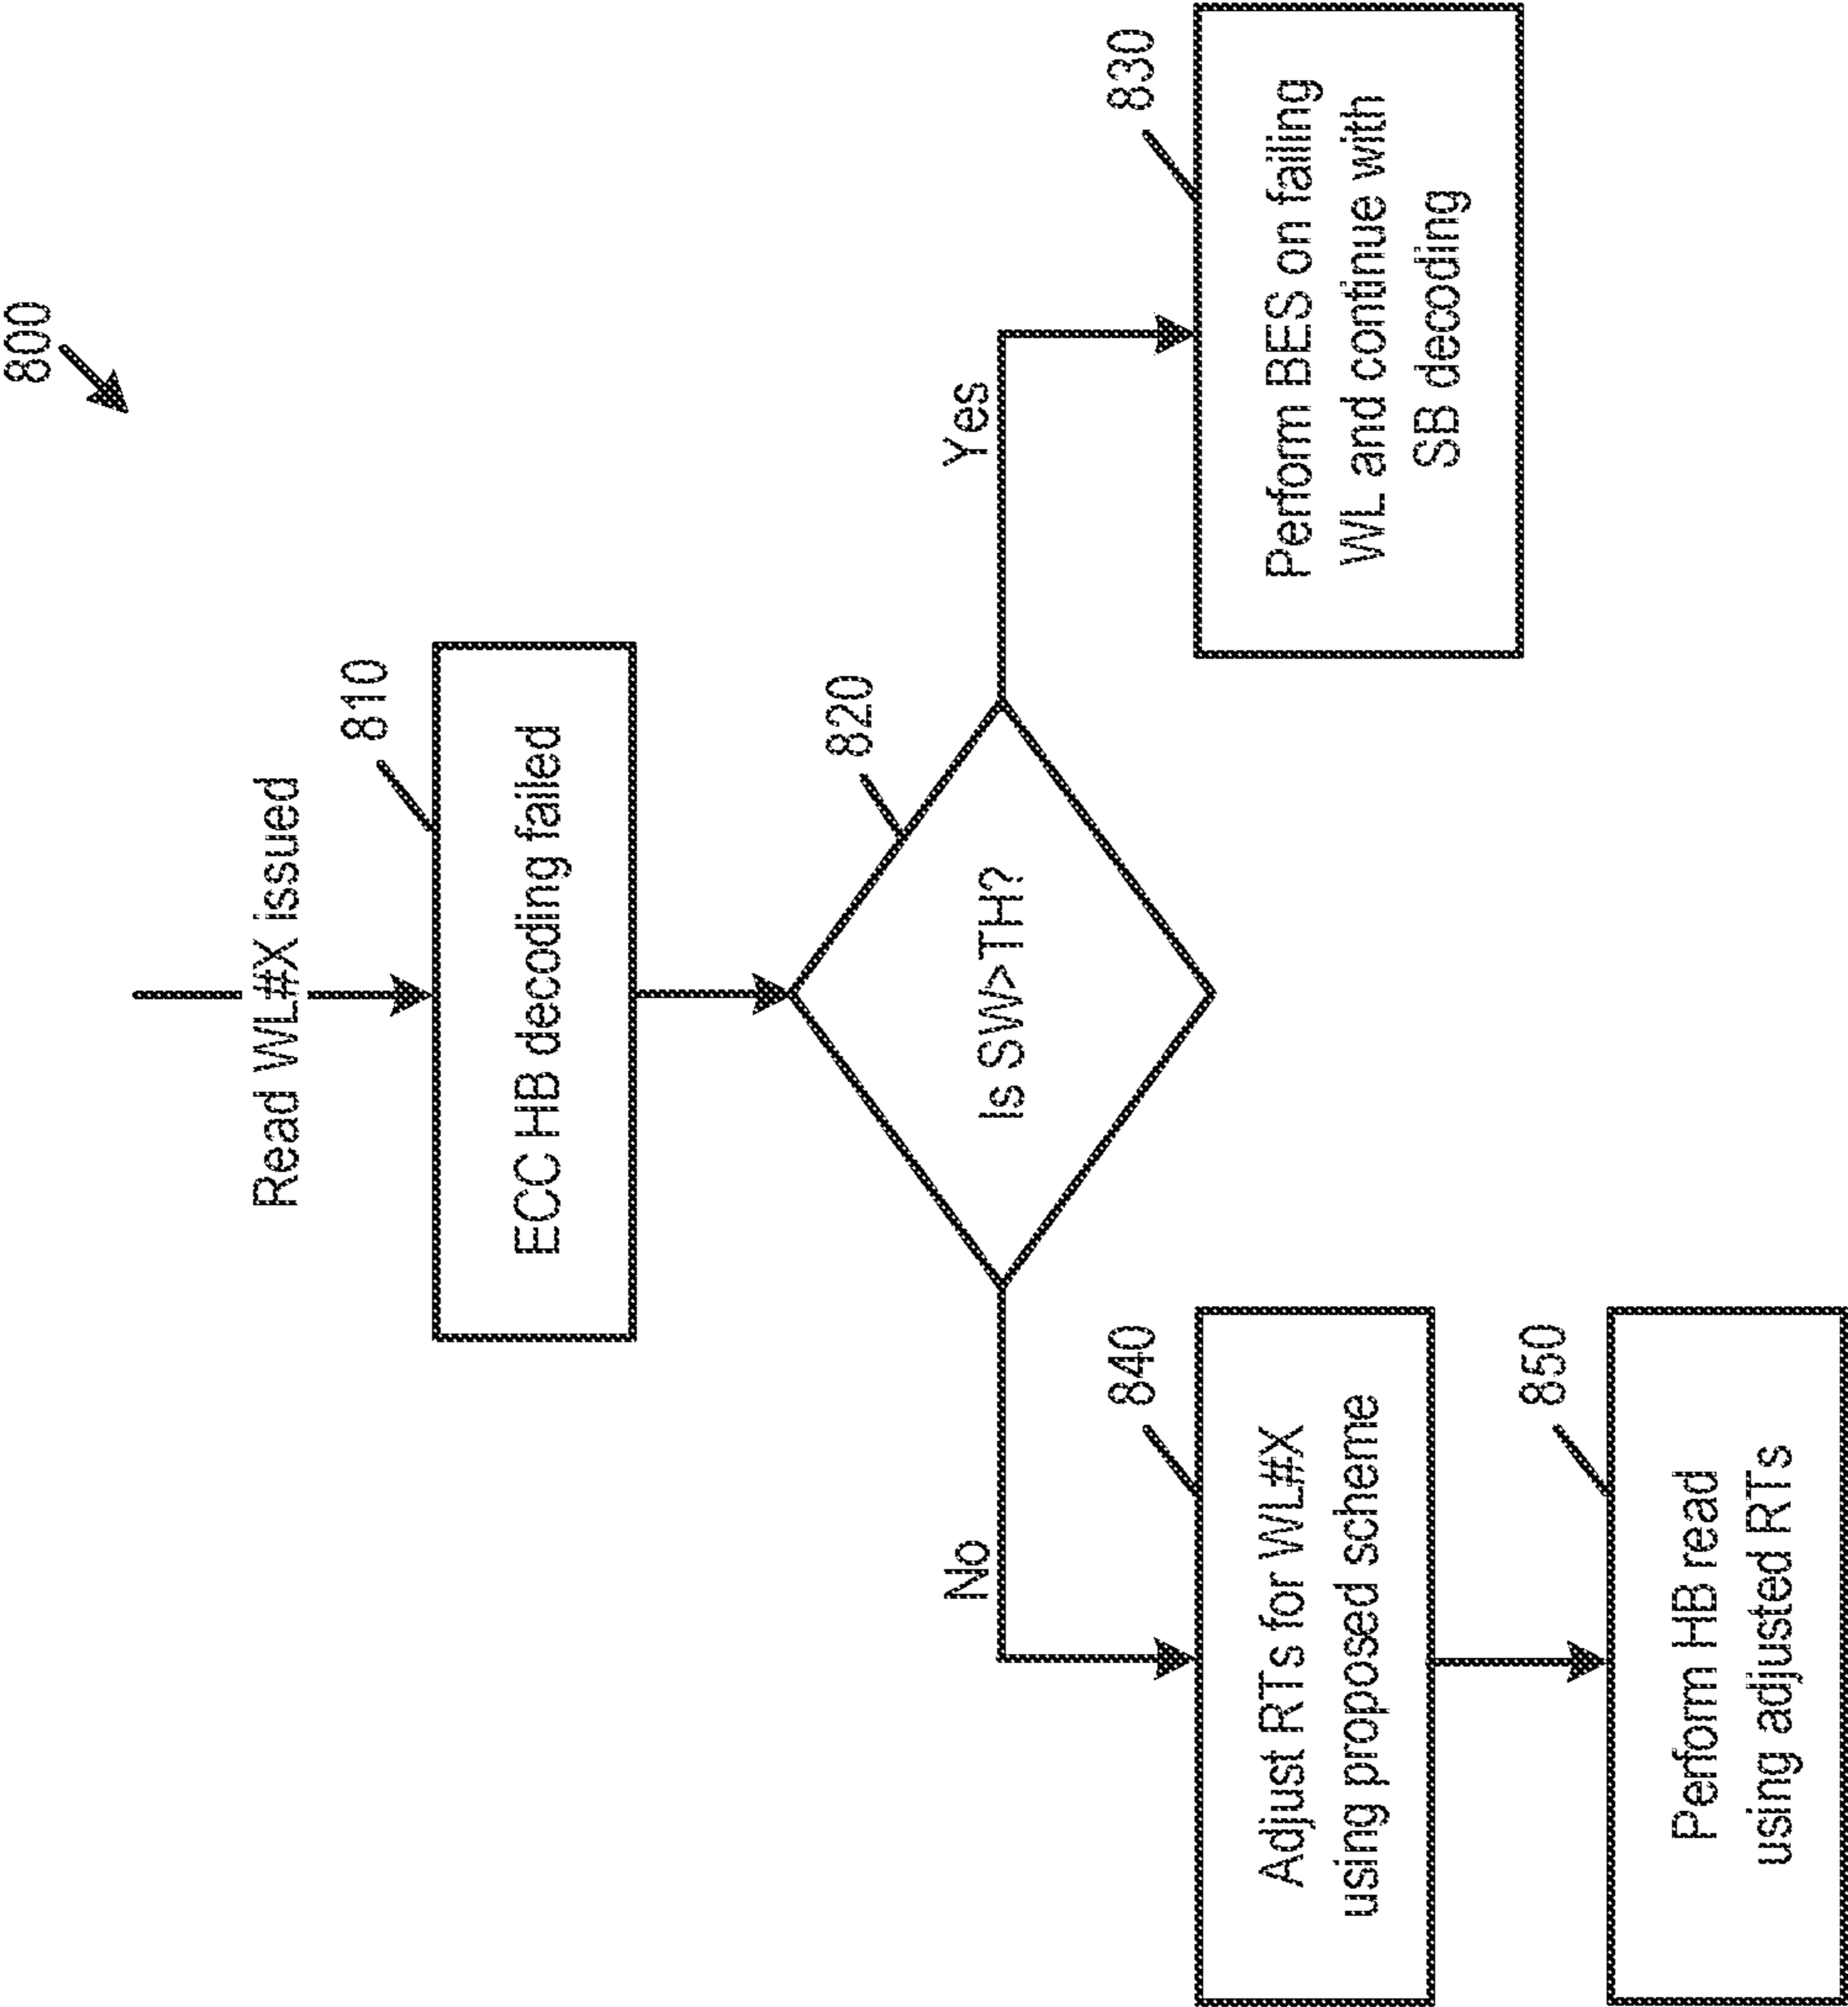 800
Read WL#X issued
810
ECC HB decoding failed
820
Is SW>TH?
No
Yes
840
Adjust RTs for WL#X
using proposed scheme
830
Perform BES on failing
WL and continue with
SB decoding
850
Perform HB read
using adjusted RTs